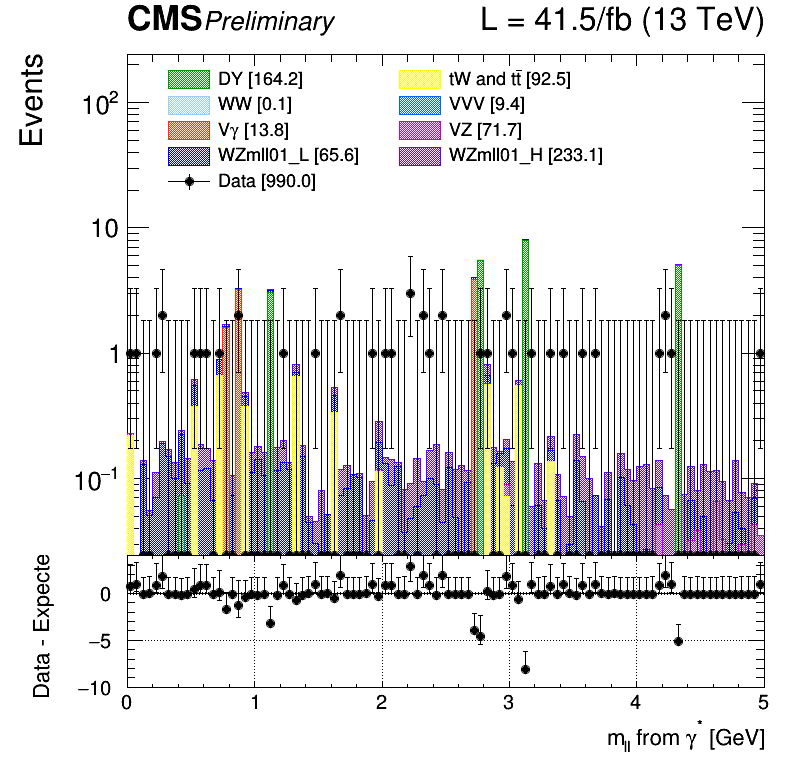 CMS Preliminary L = 41.5/fb (13 TeV)
Events
DY [164.2] tW and tt̄ [92.5]
WW [0.1] VVV [9.4]
Vγ [13.8] VZ [71.7]
WZmll01_L [65.6] WZmll01_H [233.1]
Data [990.0]
10²
10
1
10⁻¹
Data - Expecte
0
−5
−10
0 1 2 3 4 5
m_ll from γ* [GeV]